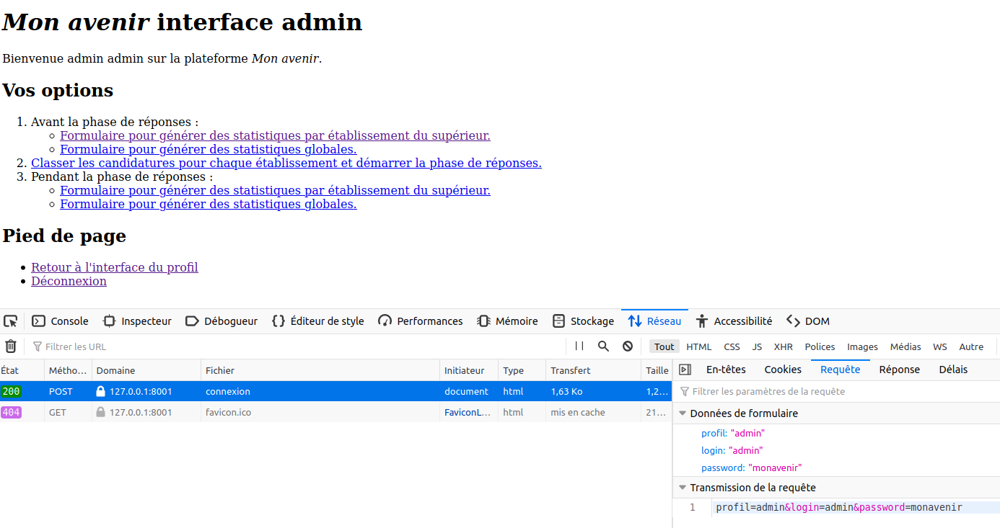 Mon avenir interface admin
Bienvenue admin admin sur la plateforme Mon avenir.
Vos options
1. Avant la phase de réponses :
Formulaire pour générer des statistiques par établissement du supérieur.
Formulaire pour générer des statistiques globales.
2. Classer les candidatures pour chaque établissement et démarrer la phase de réponses.
3. Pendant la phase de réponses :
Formulaire pour générer des statistiques par établissement du supérieur.
Formulaire pour générer des statistiques globales.
Pied de page
Retour à l'interface du profil
Déconnexion
Console Inspecteur Débogueur Éditeur de style Performances Mémoire Stockage Réseau Accessibilité DOM
Filtrer les URL Tout HTML CSS JS XHR Polices Images Médias WS Autre
État Métho… Domaine Fichier Initiateur Type Transfert Taille
200 POST 127.0.0.1:8001 connexion document html 1,63 Ko 1,2…
404 GET 127.0.0.1:8001 favicon.ico FaviconL… html mis en cache 21…
En-têtes Cookies Requête Réponse Délais
Filtrer les paramètres de la requête
Données de formulaire
profil: "admin"
login: "admin"
password: "monavenir"
Transmission de la requête
1 profil=admin&login=admin&password=monavenir